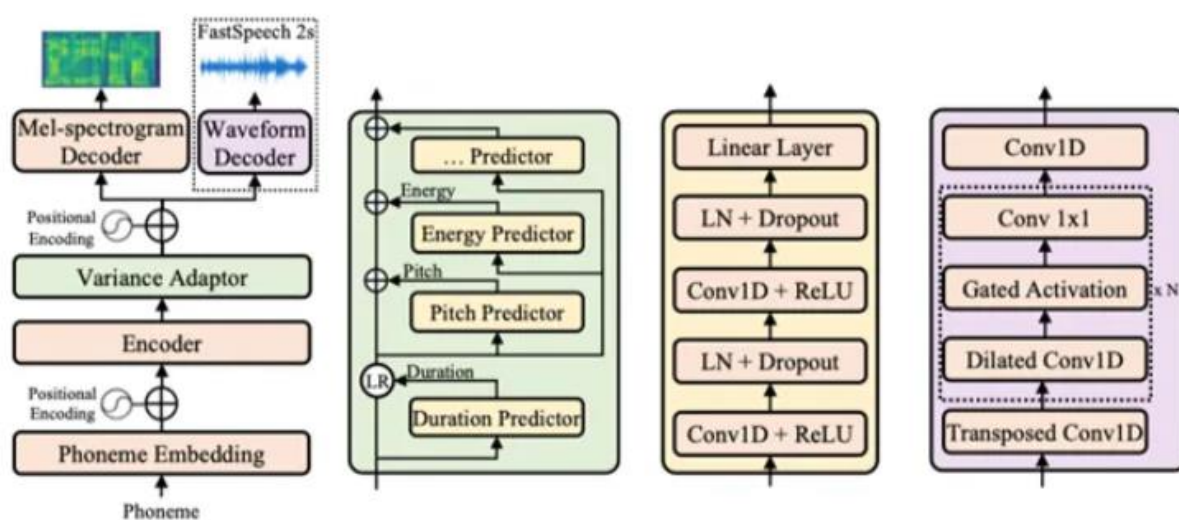 FastSpeech 2s
Mel-spectrogram
Decoder
Waveform
Decoder
Positional
Encoding
Variance Adaptor
Encoder
Positional
Encoding
Phoneme Embedding
Phoneme
... Predictor
Energy
Energy Predictor
Pitch
Pitch Predictor
LR
Duration
Duration Predictor
Linear Layer
LN + Dropout
Conv1D + ReLU
LN + Dropout
Conv1D + ReLU
Conv1D
Conv 1x1
Gated Activation
x N
Dilated Conv1D
Transposed Conv1D